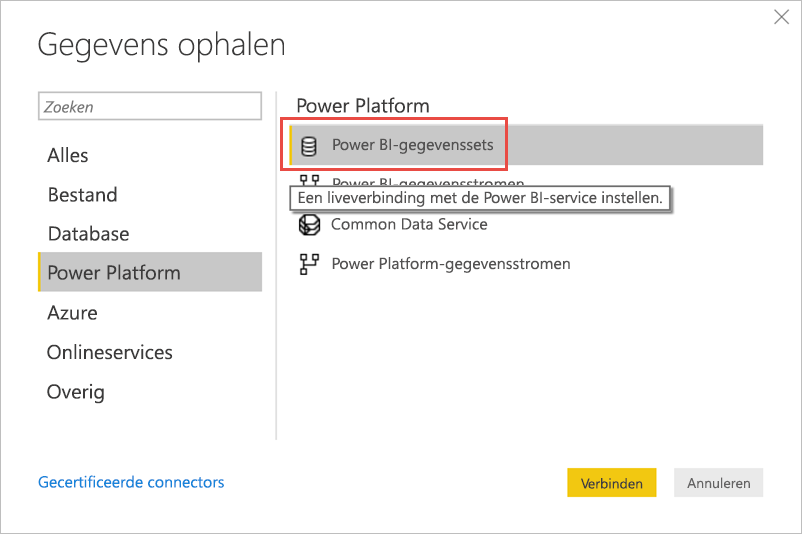 Gegevens ophalen
Zoeken
Alles
Bestand
Database
Power Platform
Azure
Onlineservices
Overig
Power Platform
Power BI-gegevenssets
Power BI-gegevensstromen
Een liveverbinding met de Power BI-service instellen.
Common Data Service
Power Platform-gegevensstromen
Gecertificeerde connectors
Verbinden
Annuleren